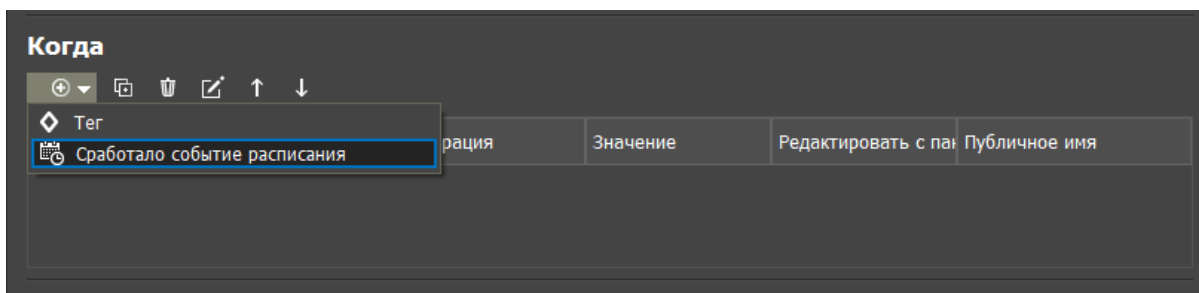 Когда
Тег
Сработало событие расписания
рация Значение Редактировать с пан Публичное имя